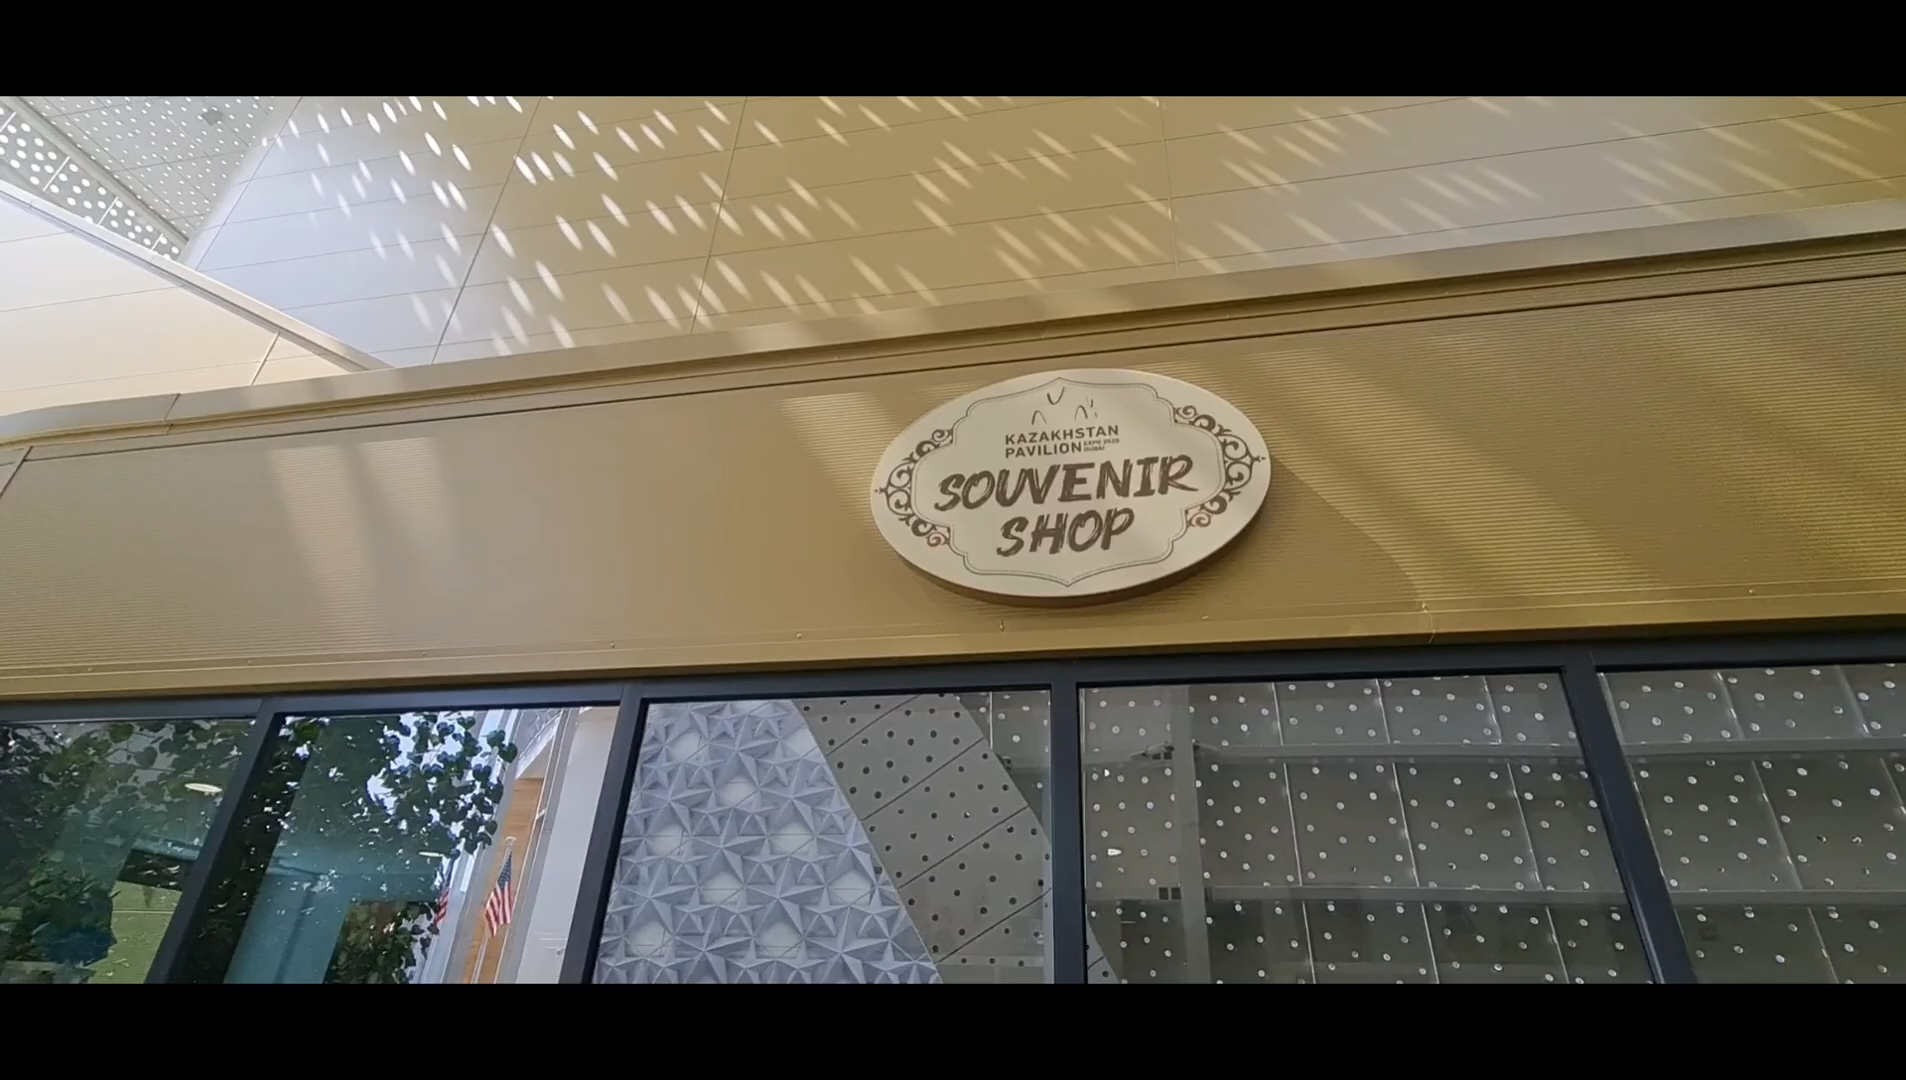 KAZAKHSTAN
PAVILION EXPO 2020
DUBAI
SOUVENIR
SHOP